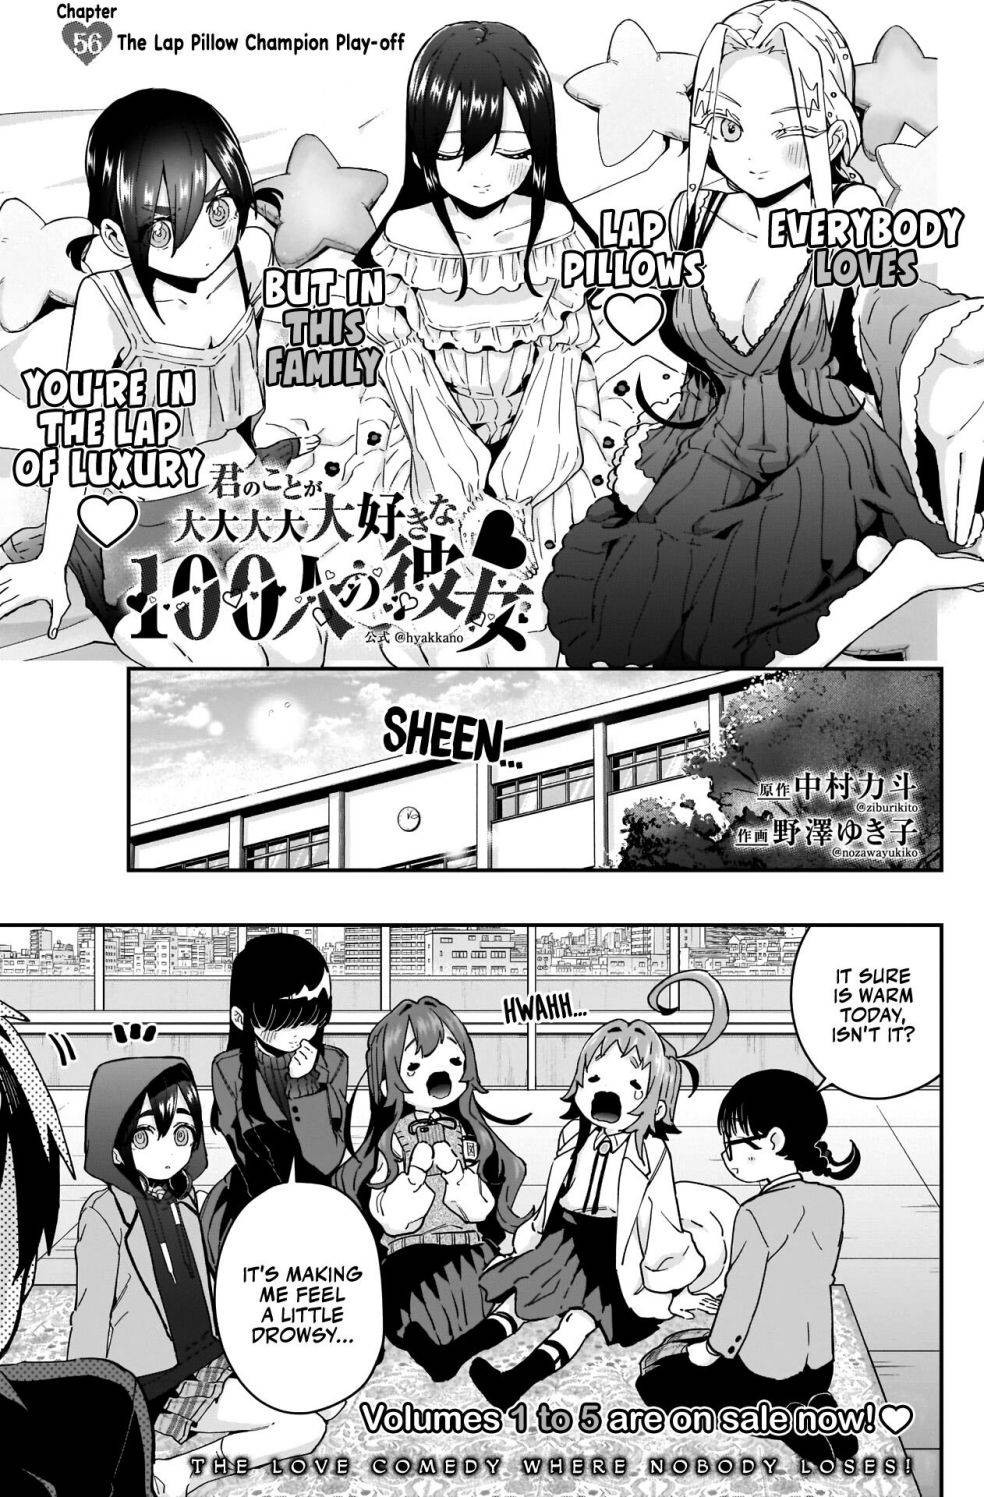 Chapter
56 The Lap Pillow Champion Play-off
EVERYBODY
LOVES
LAP
PILLOWS
BUT IN
THIS
FAMILY
YOU'RE IN
THE LAP
OF LUXURY
君のことが
大大大大大好きな
100人の彼女
公式 @hyakkano
SHEEN...
原作 中村力斗
@ziburikito
作画 野澤ゆき子
@nozawayukiko
IT SURE
IS WARM
TODAY,
ISN'T IT?
HWAHH...
IT'S MAKING
ME FEEL
A LITTLE
DROWSY...
Volumes 1 to 5 are on sale now!
THE LOVE COMEDY WHERE NOBODY LOSES!